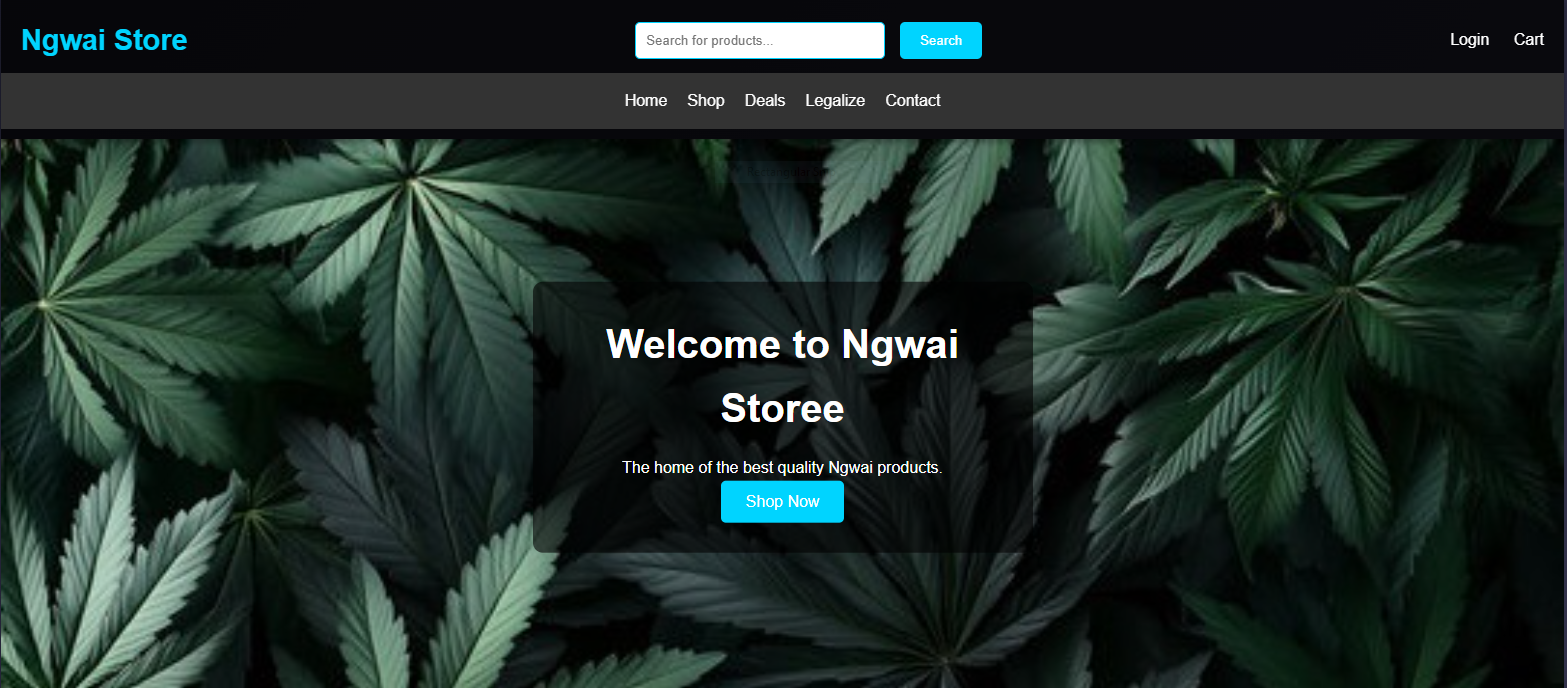 Ngwai Store
Search for products...
Search
Login
Cart
Home
Shop
Deals
Legalize
Contact
Welcome to Ngwai
Storee
The home of the best quality Ngwai products.
Shop Now